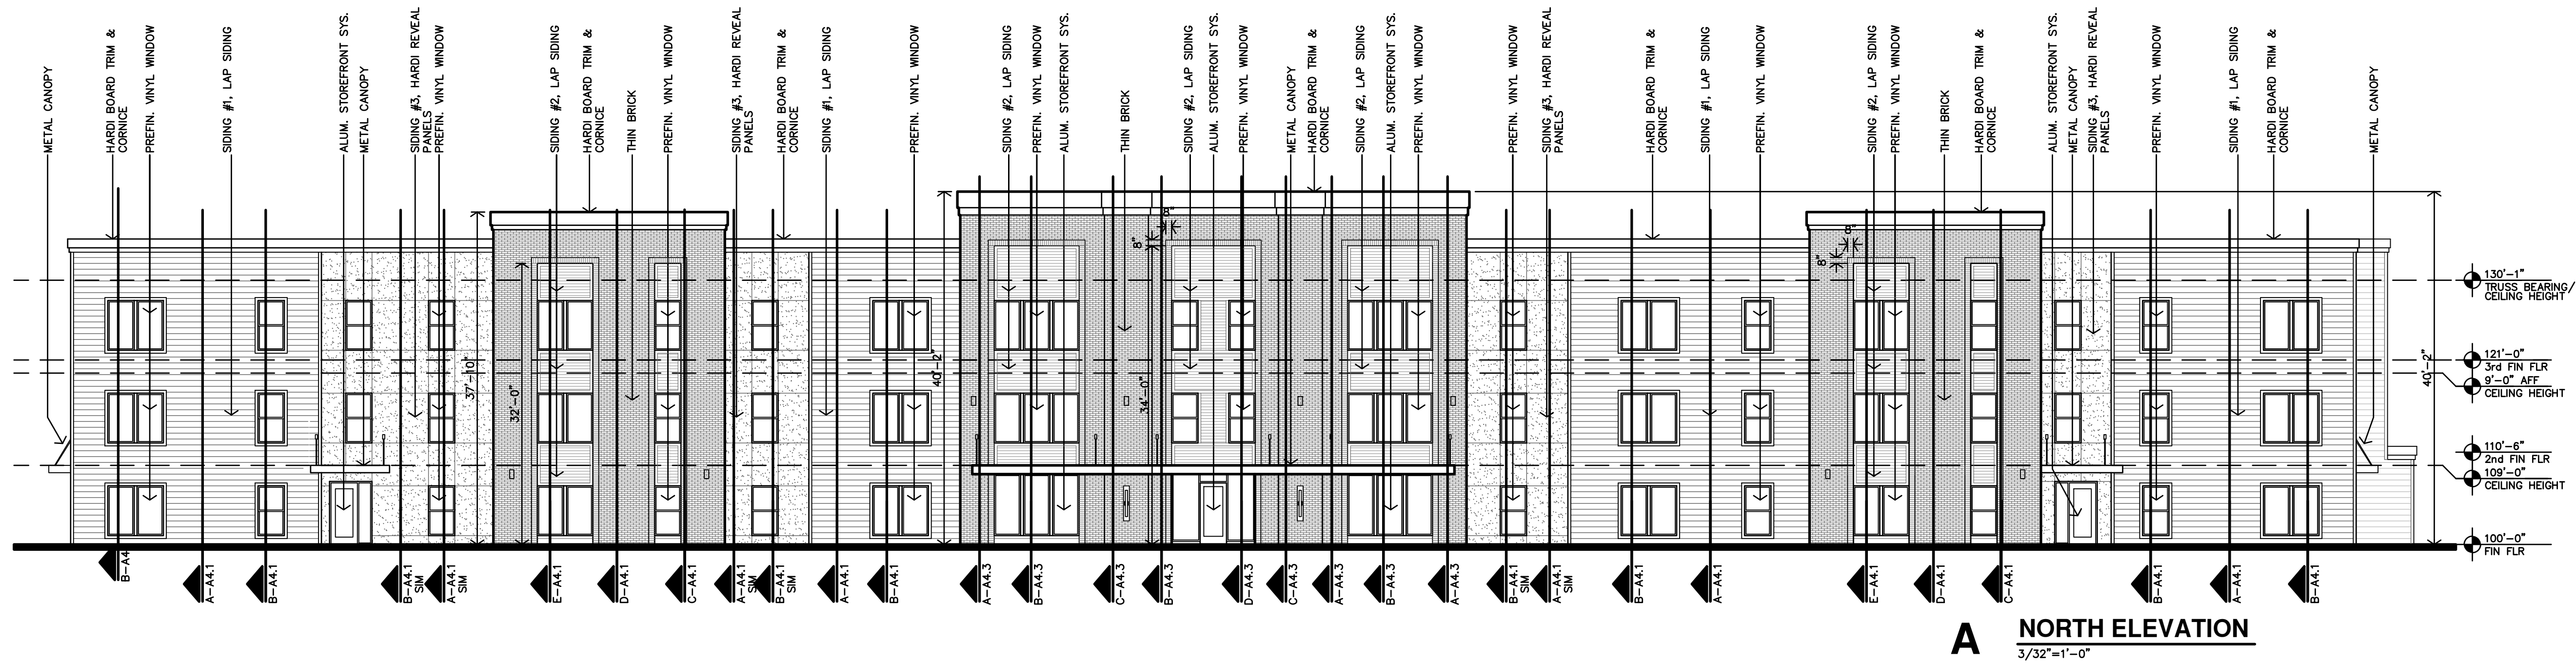 METAL CANOPY
HARDI BOARD TRIM &
CORNICE
PREFIN. VINYL WINDOW
SIDING #1, LAP SIDING
ALUM. STOREFRONT SYS.
METAL CANOPY
SIDING #3, HARDI REVEAL
PANELS
PREFIN. VINYL WINDOW
SIDING #2, LAP SIDING
HARDI BOARD TRIM &
CORNICE
THIN BRICK
PREFIN. VINYL WINDOW
SIDING #3, HARDI REVEAL
PANELS
HARDI BOARD TRIM &
CORNICE
SIDING #1, LAP SIDING
PREFIN. VINYL WINDOW
SIDING #2, LAP SIDING
PREFIN. VINYL WINDOW
ALUM. STOREFRONT SYS.
THIN BRICK
SIDING #2, LAP SIDING
ALUM. STOREFRONT SYS.
PREFIN. VINYL WINDOW
METAL CANOPY
HARDI BOARD TRIM &
CORNICE
SIDING #2, LAP SIDING
ALUM. STOREFRONT SYS.
PREFIN. VINYL WINDOW
PREFIN. VINYL WINDOW
SIDING #3, HARDI REVEAL
PANELS
HARDI BOARD TRIM &
CORNICE
SIDING #1, LAP SIDING
PREFIN. VINYL WINDOW
SIDING #2, LAP SIDING
PREFIN. VINYL WINDOW
THIN BRICK
HARDI BOARD TRIM &
CORNICE
ALUM. STOREFRONT SYS.
METAL CANOPY
SIDING #3, HARDI REVEAL
PANELS
PREFIN. VINYL WINDOW
SIDING #1, LAP SIDING
HARDI BOARD TRIM &
CORNICE
METAL CANOPY
37'-10"
32'-0"
40'-2"
8"
8"
34'-0"
8"
8"
40'-2"
130'-1"
TRUSS BEARING/
CEILING HEIGHT
121'-0"
3rd FIN FLR
9'-0" AFF
CEILING HEIGHT
110'-6"
2nd FIN FLR
109'-0"
CEILING HEIGHT
100'-0"
FIN FLR
B-A4
A-A4.1
B-A4.1
B-A4.1
SIM
A-A4.1
SIM
E-A4.1
D-A4.1
C-A4.1
A-A4.1
SIM
B-A4.1
SIM
A-A4.1
B-A4.1
A-A4.3
B-A4.3
C-A4.3
B-A4.3
D-A4.3
C-A4.3
A-A4.3
B-A4.3
A-A4.3
B-A4.1
SIM
A-A4.1
SIM
B-A4.1
A-A4.1
E-A4.1
D-A4.1
C-A4.1
B-A4.1
A-A4.1
B-A4.1
A NORTH ELEVATION
3/32"=1'-0"